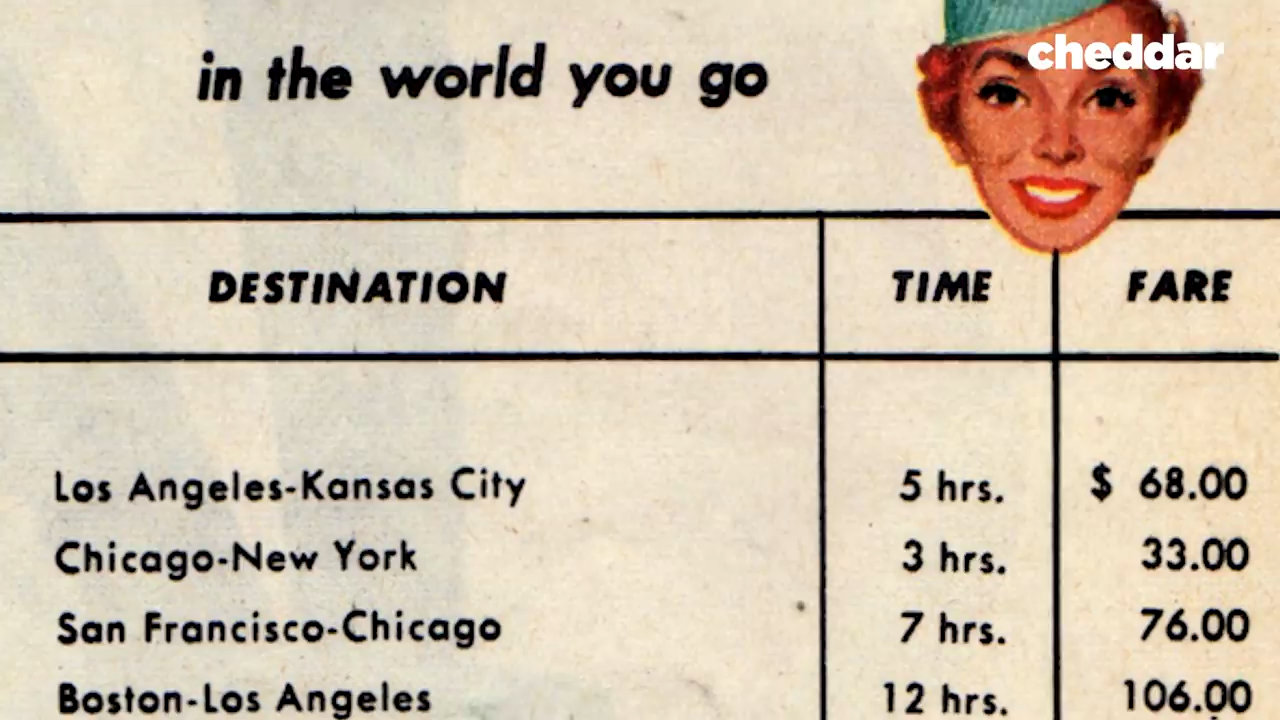 cheddar
in the world you go
DESTINATION TIME FARE
Los Angeles-Kansas City 5 hrs. $ 68.00
Chicago-New York 3 hrs. 33.00
San Francisco-Chicago 7 hrs. 76.00
Boston-Los Angeles 12 hrs. 106.00